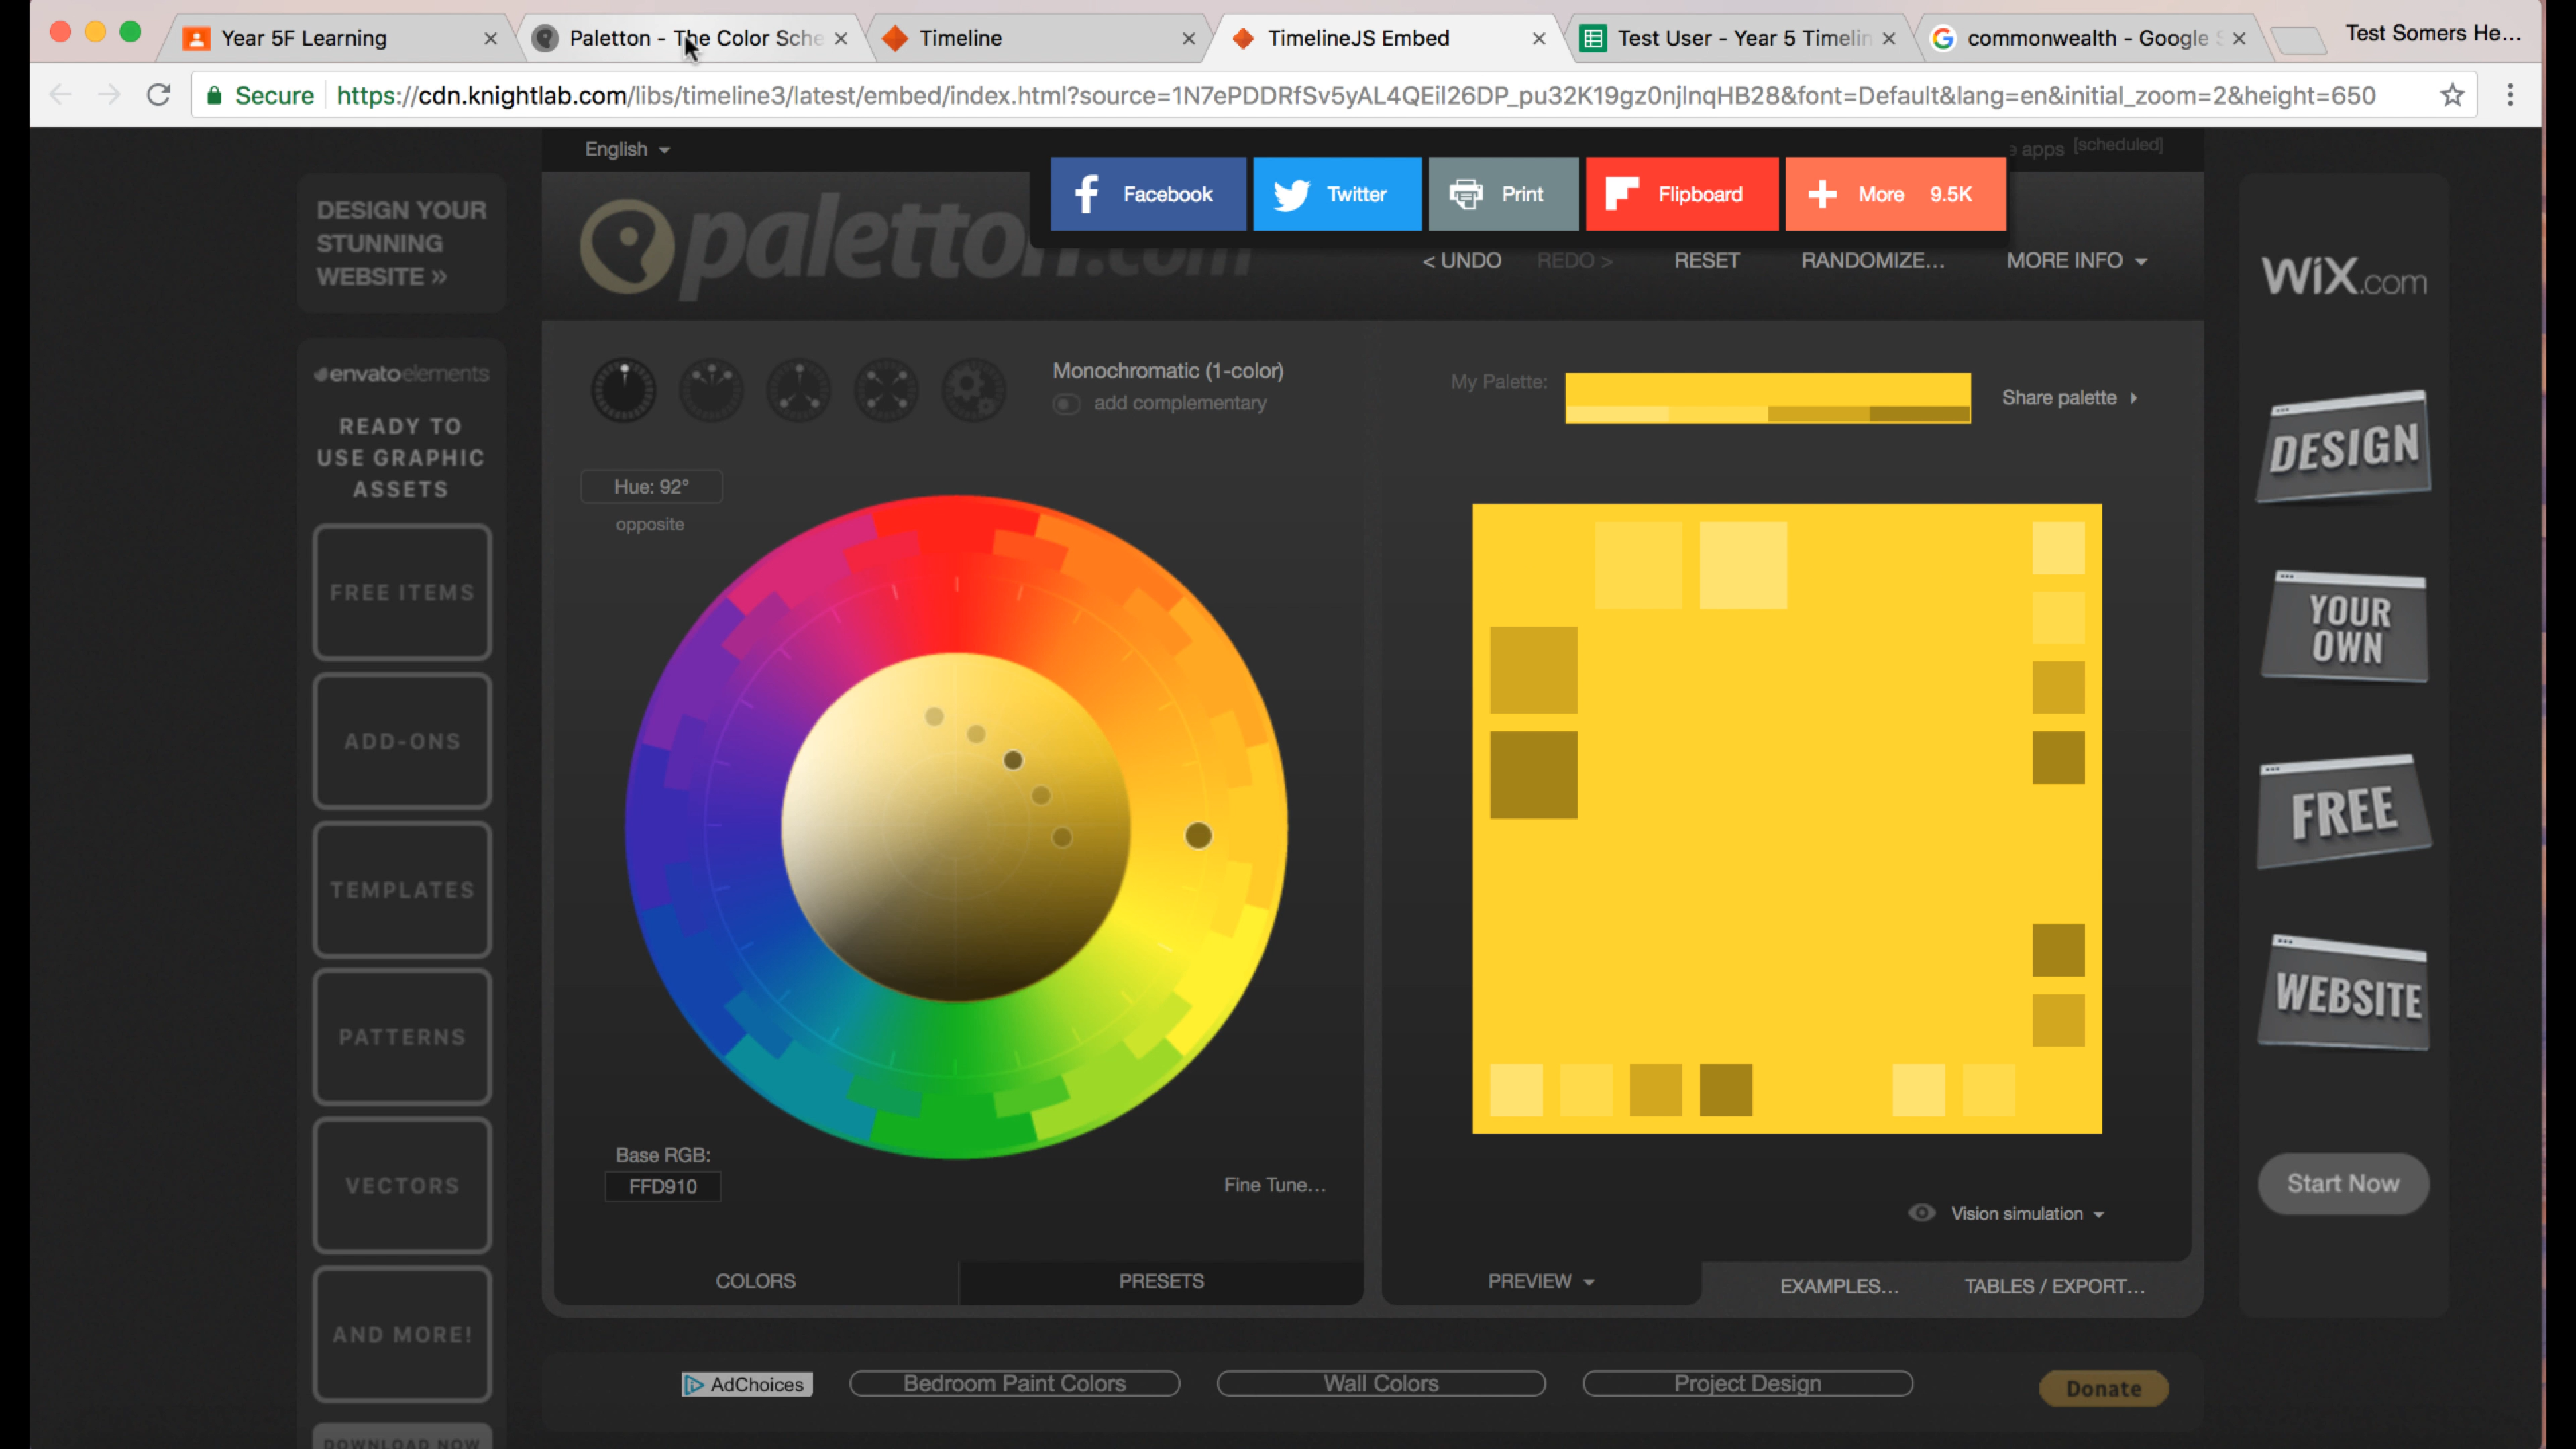 Year 5F Learning
Paletton - The Color Sche
Timeline
TimelineJS Embed
Test User - Year 5 Timelin
commonwealth - Google S
Test Somers He...
Secure
https://cdn.knightlab.com/libs/timeline3/latest/embed/index.html?source=1N7ePDDRfSv5yAL4QEil26DP_pu32K19gz0njlnqHB28&font=Default&lang=en&initial_zoom=2&height=650
English
e apps [scheduled]
Facebook
Twitter
Print
Flipboard
More 9.5K
paletton.com
< UNDO
REDO >
RESET
RANDOMIZE...
MORE INFO
DESIGN YOUR
STUNNING
WEBSITE »
envatoelements
READY TO
USE GRAPHIC
ASSETS
FREE ITEMS
ADD-ONS
TEMPLATES
PATTERNS
VECTORS
AND MORE!
DOWNLOAD NOW
Monochromatic (1-color)
add complementary
Hue: 92°
opposite
Base RGB:
FFD910
Fine Tune...
COLORS
PRESETS
My Palette:
Share palette
Vision simulation
PREVIEW
EXAMPLES...
TABLES / EXPORT...
WiX.com
DESIGN
YOUR
OWN
FREE
WEBSITE
Start Now
AdChoices
Bedroom Paint Colors
Wall Colors
Project Design
Donate